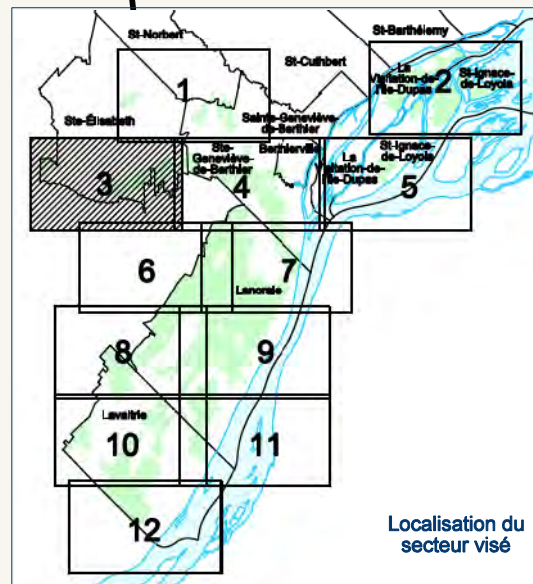 St-Barthélemy
St-Norbert
St-Cuthbert
La
Visitation-de-
l'Île-Dupas
2
St-Ignace-
de-Loyola
1
Ste-Élisabeth
Sainte-Geneviève-
de-Berthier
Berthierville
3
Ste-
Geneviève-
de-Berthier
4
La
Visitation-de-
l'Île-Dupas
St-Ignace-
de-Loyola
5
6
7
Lanoraie
8
9
Lavaltrie
10
11
12
Localisation du
secteur visé